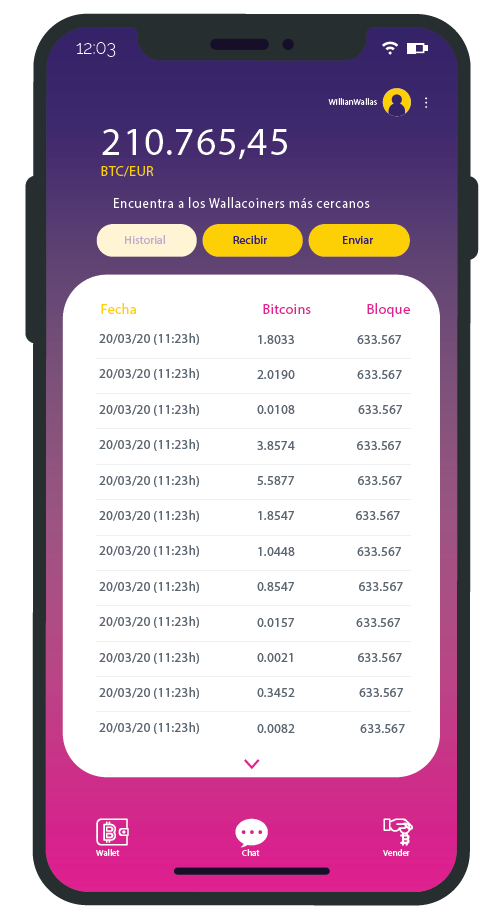 12:03
WillianWallas
210.765,45
BTC/EUR
Encuentra a los Wallacoiners más cercanos
Historial Recibir Enviar
Fecha Bitcoins Bloque
20/03/20 (11:23h) 1.8033 633.567
20/03/20 (11:23h) 2.0190 633.567
20/03/20 (11:23h) 0.0108 633.567
20/03/20 (11:23h) 3.8574 633.567
20/03/20 (11:23h) 5.5877 633.567
20/03/20 (11:23h) 1.8547 633.567
20/03/20 (11:23h) 1.0448 633.567
20/03/20 (11:23h) 0.8547 633.567
20/03/20 (11:23h) 0.0157 633.567
20/03/20 (11:23h) 0.0021 633.567
20/03/20 (11:23h) 0.3452 633.567
20/03/20 (11:23h) 0.0082 633.567
Wallet Chat Vender